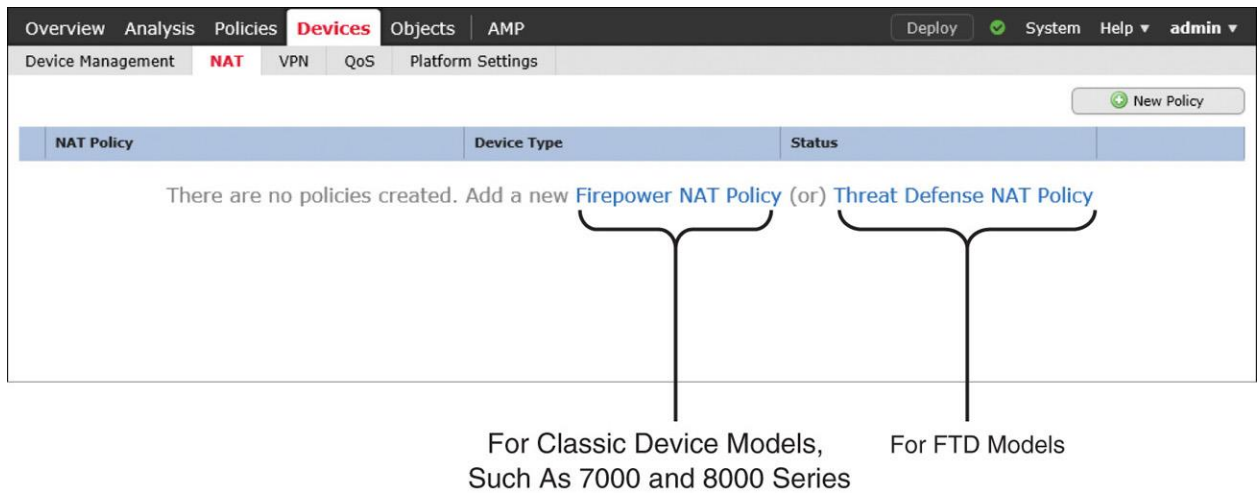 Overview Analysis Policies Devices Objects AMP Deploy System Help admin
Device Management NAT VPN QoS Platform Settings
New Policy
NAT Policy Device Type Status
There are no policies created. Add a new Firepower NAT Policy (or) Threat Defense NAT Policy
For Classic Device Models,
Such As 7000 and 8000 Series
For FTD Models